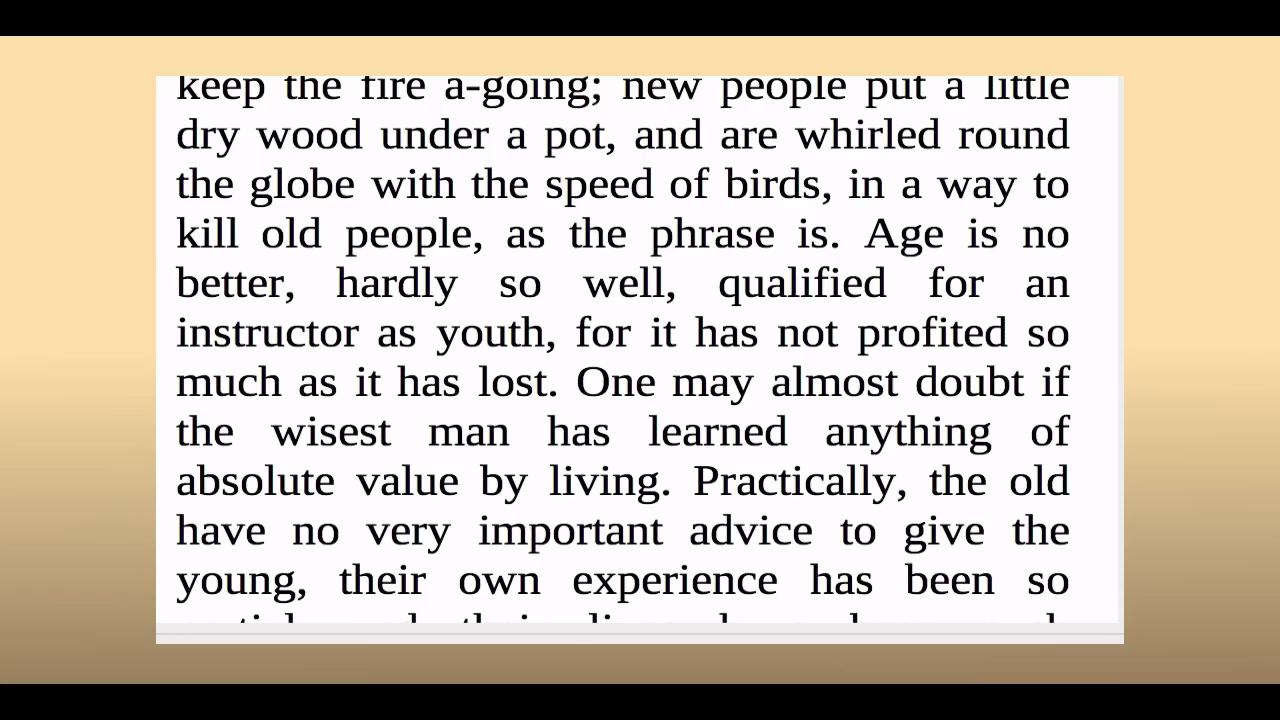 keep the fire a-going; new people put a little
dry wood under a pot, and are whirled round
the globe with the speed of birds, in a way to
kill old people, as the phrase is. Age is no
better, hardly so well, qualified for an
instructor as youth, for it has not profited so
much as it has lost. One may almost doubt if
the wisest man has learned anything of
absolute value by living. Practically, the old
have no very important advice to give the
young, their own experience has been so